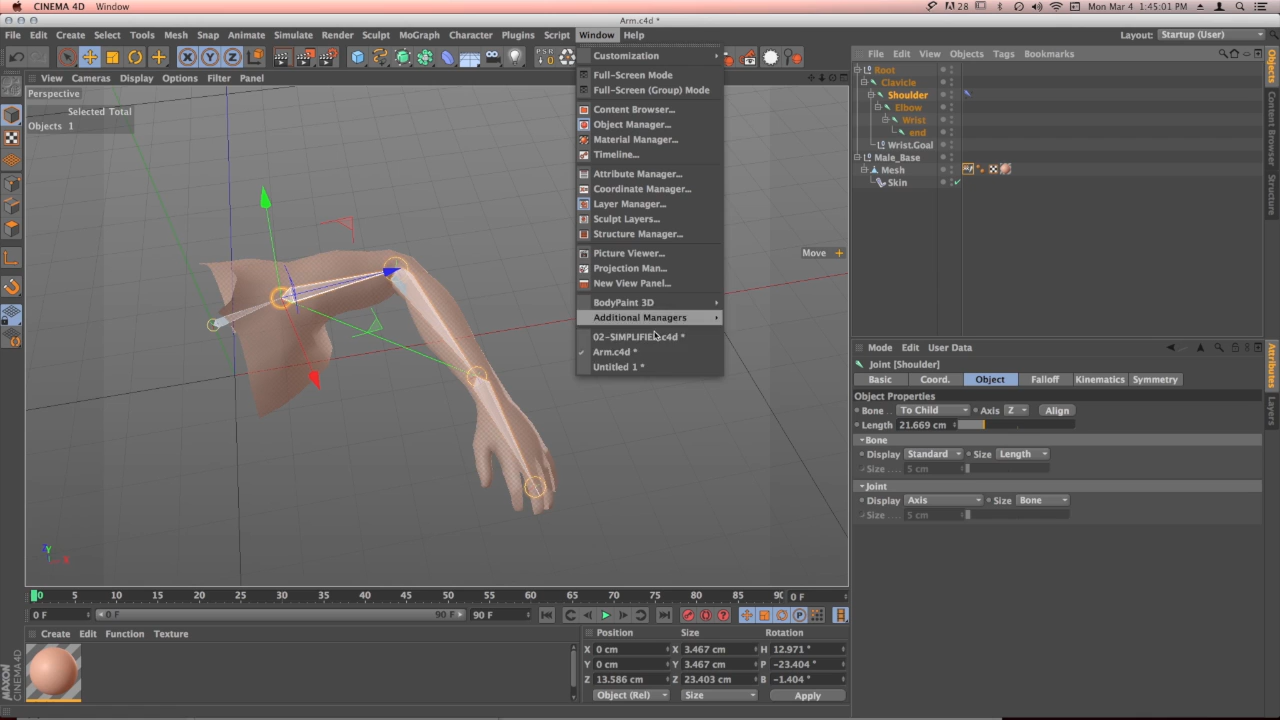 CINEMA 4D Window 28 Mon Mar 4 1:45:01 PM
Arm.c4d *
File Edit Create Select Tools Mesh Snap Animate Simulate Render Sculpt MoGraph Character Plugins Script Window Help Layout: Startup (User)
PSR
View Cameras Display Options Filter Panel
Perspective
Selected Total
Objects 1
Customization
Full-Screen Mode
Full-Screen (Group) Mode
Content Browser...
Object Manager...
Material Manager...
Timeline...
Attribute Manager...
Coordinate Manager...
Layer Manager...
Sculpt Layers...
Structure Manager...
Picture Viewer...
Projection Man...
New View Panel...
BodyPaint 3D
Additional Managers
02-SIMPLIFIE c4d *
Arm.c4d *
Untitled 1 *
Move
File Edit View Objects Tags Bookmarks
Root
Clavicle
Shoulder
Elbow
Wrist
end
Wrist.Goal
Male_Base
Mesh
Skin
Objects
Content Browser
Structure
Mode Edit User Data
Joint [Shoulder]
Basic Coord. Object Falloff Kinematics Symmetry
Object Properties
Bone . To Child Axis Z Align
Length 21.669 cm
Bone
Display Standard Size Length
Size . . . . 5 cm
Joint
Display Axis Size Bone
Size . . . . 5 cm
Attributes
Layers
Y
0 5 10 15 20 25 30 35 40 45 50 55 60 65 70 75 80 85 0 F
0 F 0 F 90 F 90 F
Create Edit Function Texture
Position Size Rotation
X 0 cm X 3.467 cm H 12.971 °
Y 0 cm Y 3.467 cm P -23.404 °
Z 13.586 cm Z 23.403 cm B -1.404 °
Object (Rel) Size Apply
MAXON
CINEMA 4D